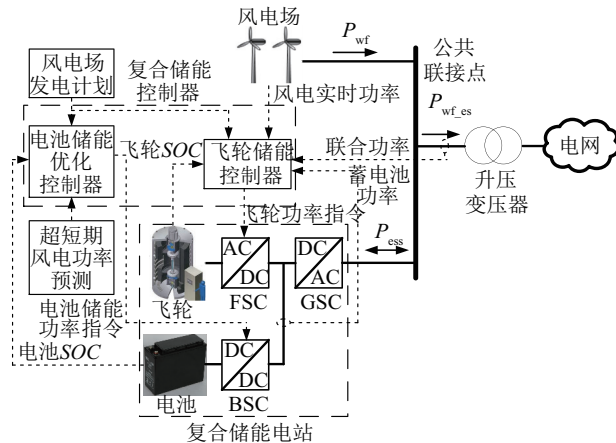 风电场
P_wf
公共
联接点
风电场
发电计划
复合储能
控制器
风电实时功率
P_wf_es
电池储能
优化
控制器
飞轮SOC
飞轮储能
控制器
联合功率
电网
蓄电池
功率
升压
变压器
飞轮功率指令
超短期
风电功率
预测
AC
DC
DC
AC
P_ess
飞轮
FSC
GSC
电池储能
功率指令
电池SOC
DC
DC
电池
BSC
复合储能电站